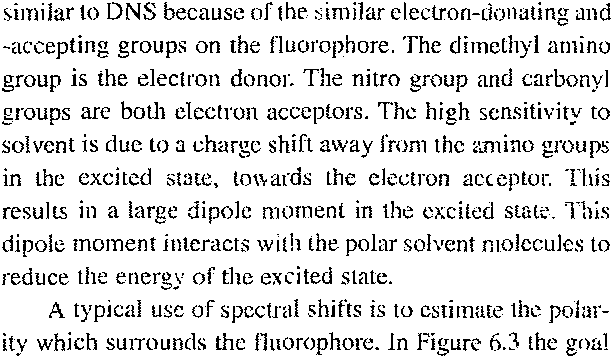 similar to DNS because of the similar electron-donating and
-accepting groups on the fluorophore. The dimethyl amino
group is the electron donor. The nitro group and carbonyl
groups are both electron acceptors. The high sensitivity to
solvent is due to a charge shift away from the amino groups
in the excited state, towards the electron acceptor. This
results in a large dipole moment in the excited state. This
dipole moment interacts with the polar solvent molecules to
reduce the energy of the excited state.
A typical use of spectral shifts is to estimate the polar-
ity which surrounds the fluorophore. In Figure 6.3 the goal